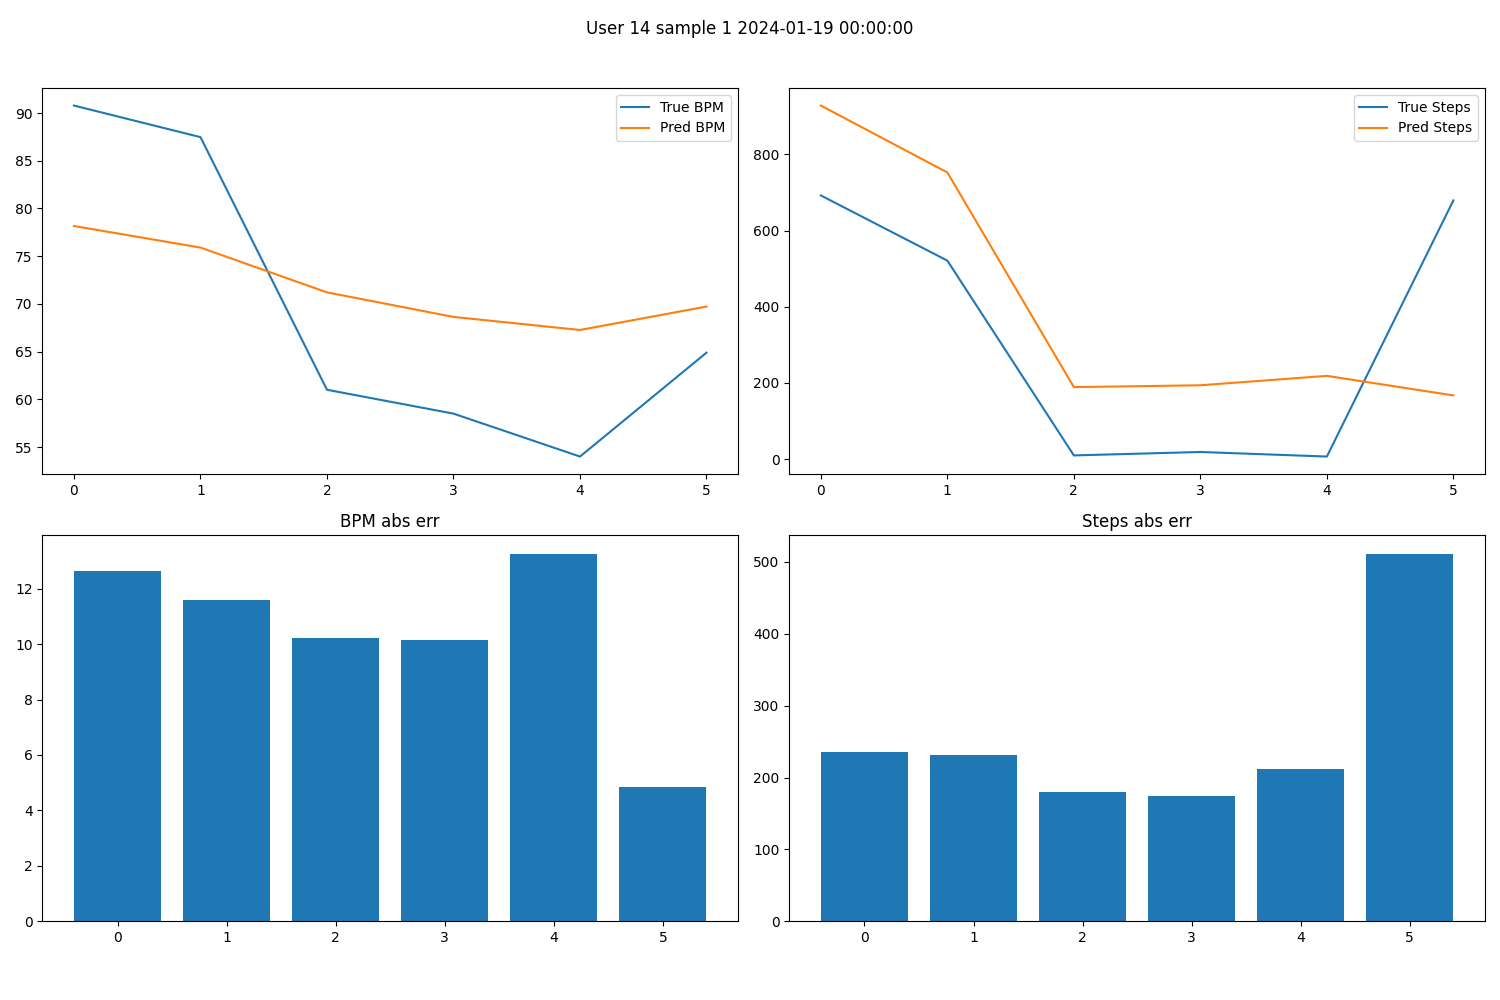 User 14 sample 1 2024-01-19 00:00:00
True BPM
Pred BPM
90
85
80
75
70
65
60
55
0 1 2 3 4 5
True Steps
Pred Steps
800
600
400
200
0
0 1 2 3 4 5
BPM abs err
12
10
8
6
4
2
0
0 1 2 3 4 5
Steps abs err
500
400
300
200
100
0
0 1 2 3 4 5